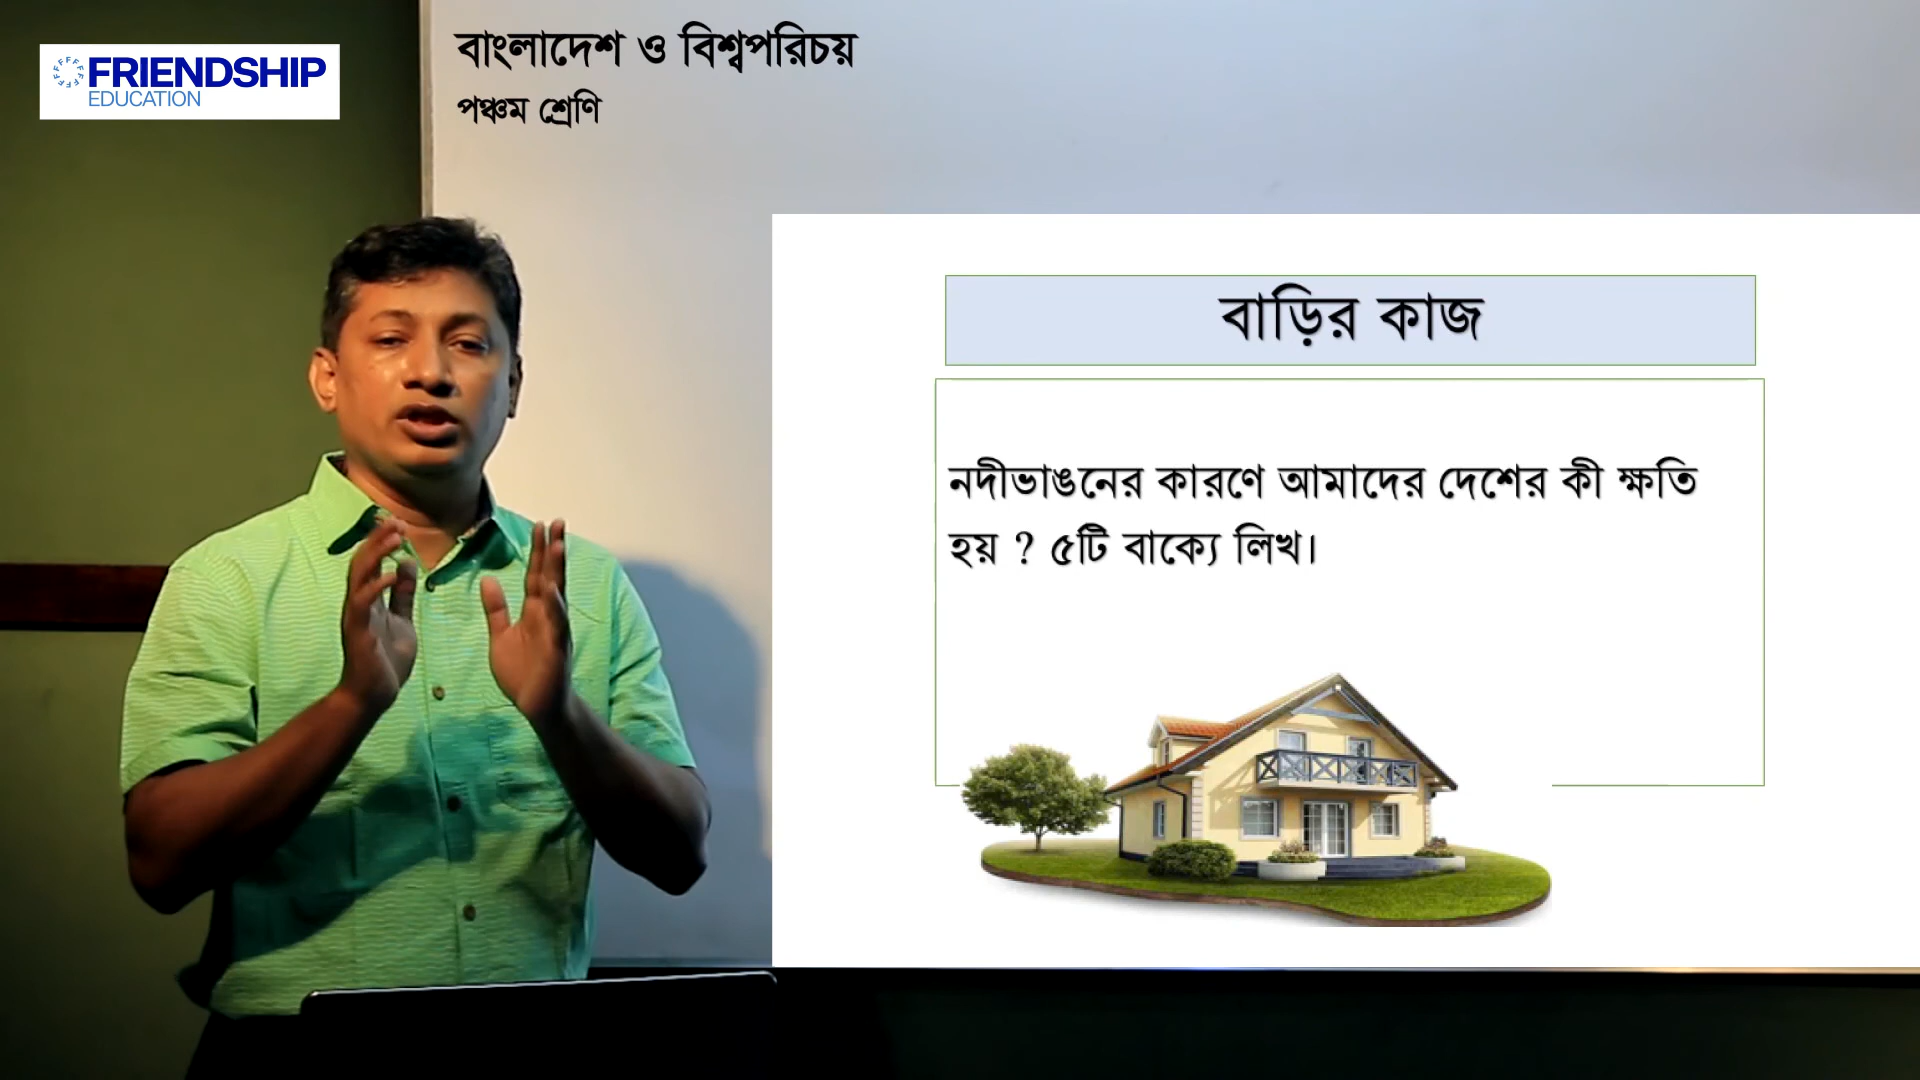 FRIENDSHIP
EDUCATION
বাংলাদেশ ও বিশ্বপরিচয়
পঞ্চম শ্রেণি
বাড়ির কাজ
নদীভাঙনের কারণে আমাদের দেশের কী ক্ষতি
হয় ? ৫টি বাক্যে লিখ।